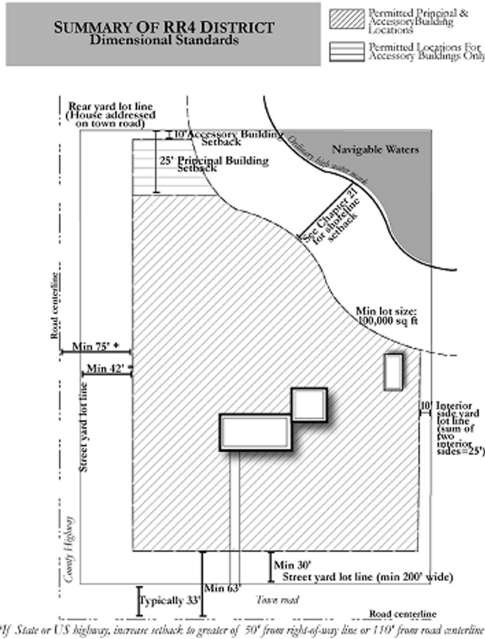 SUMMARY OF RR4 DISTRICT
Dimensional Standards
Permitted Principal &
AccessoryBuilding
Locations
Permitted Locations For
Accessory Buildings Only
Rear yard lot line
(House addressed
on town road)
10' Accessory Building
Setback
25' Principal Building
Setback
Ordinary high water mark
Navigable Waters
See Chapter 21
for shoreline
setback
Min lot size:
100,000 sq ft
Road centerline
Min 75' *
Min 42' *
Street yard lot line
10' Interior
side yard
lot line
(sum of
two
interior
sides=25')
County Highway
Min 30'
Street yard lot line (min 200' wide)
Min 63'
Typically 33'
Town road
Road centerline
*If State or US highway, increase setback to greater of 50' from right-of-way line or 110' from road centerline